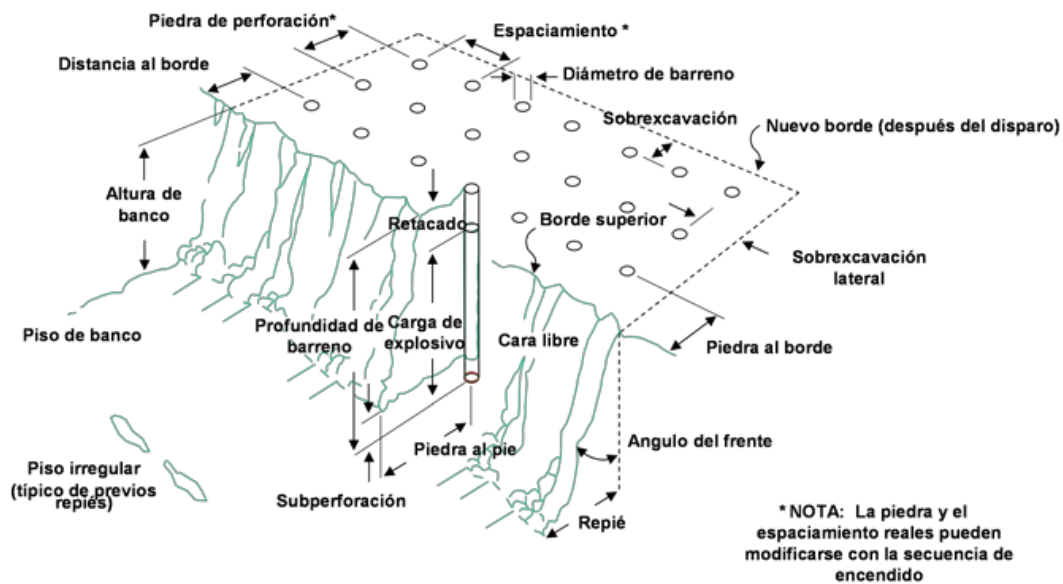 Piedra de perforación*
Espaciamiento *
Distancia al borde
Diámetro de barreno
Sobrexcavación
Nuevo borde (después del disparo)
Altura de
banco
Retacado
Borde superior
Sobrexcavación
lateral
Piso de banco
Profundidad de
barreno
Carga de
explosivo
Cara libre
Piedra al borde
Piedra al pie
Angulo del frente
Piso irregular
(típico de previos
repiés)
Subperforación
Repié
* NOTA: La piedra y el
espaciamiento reales pueden
modificarse con la secuencia de
encendido